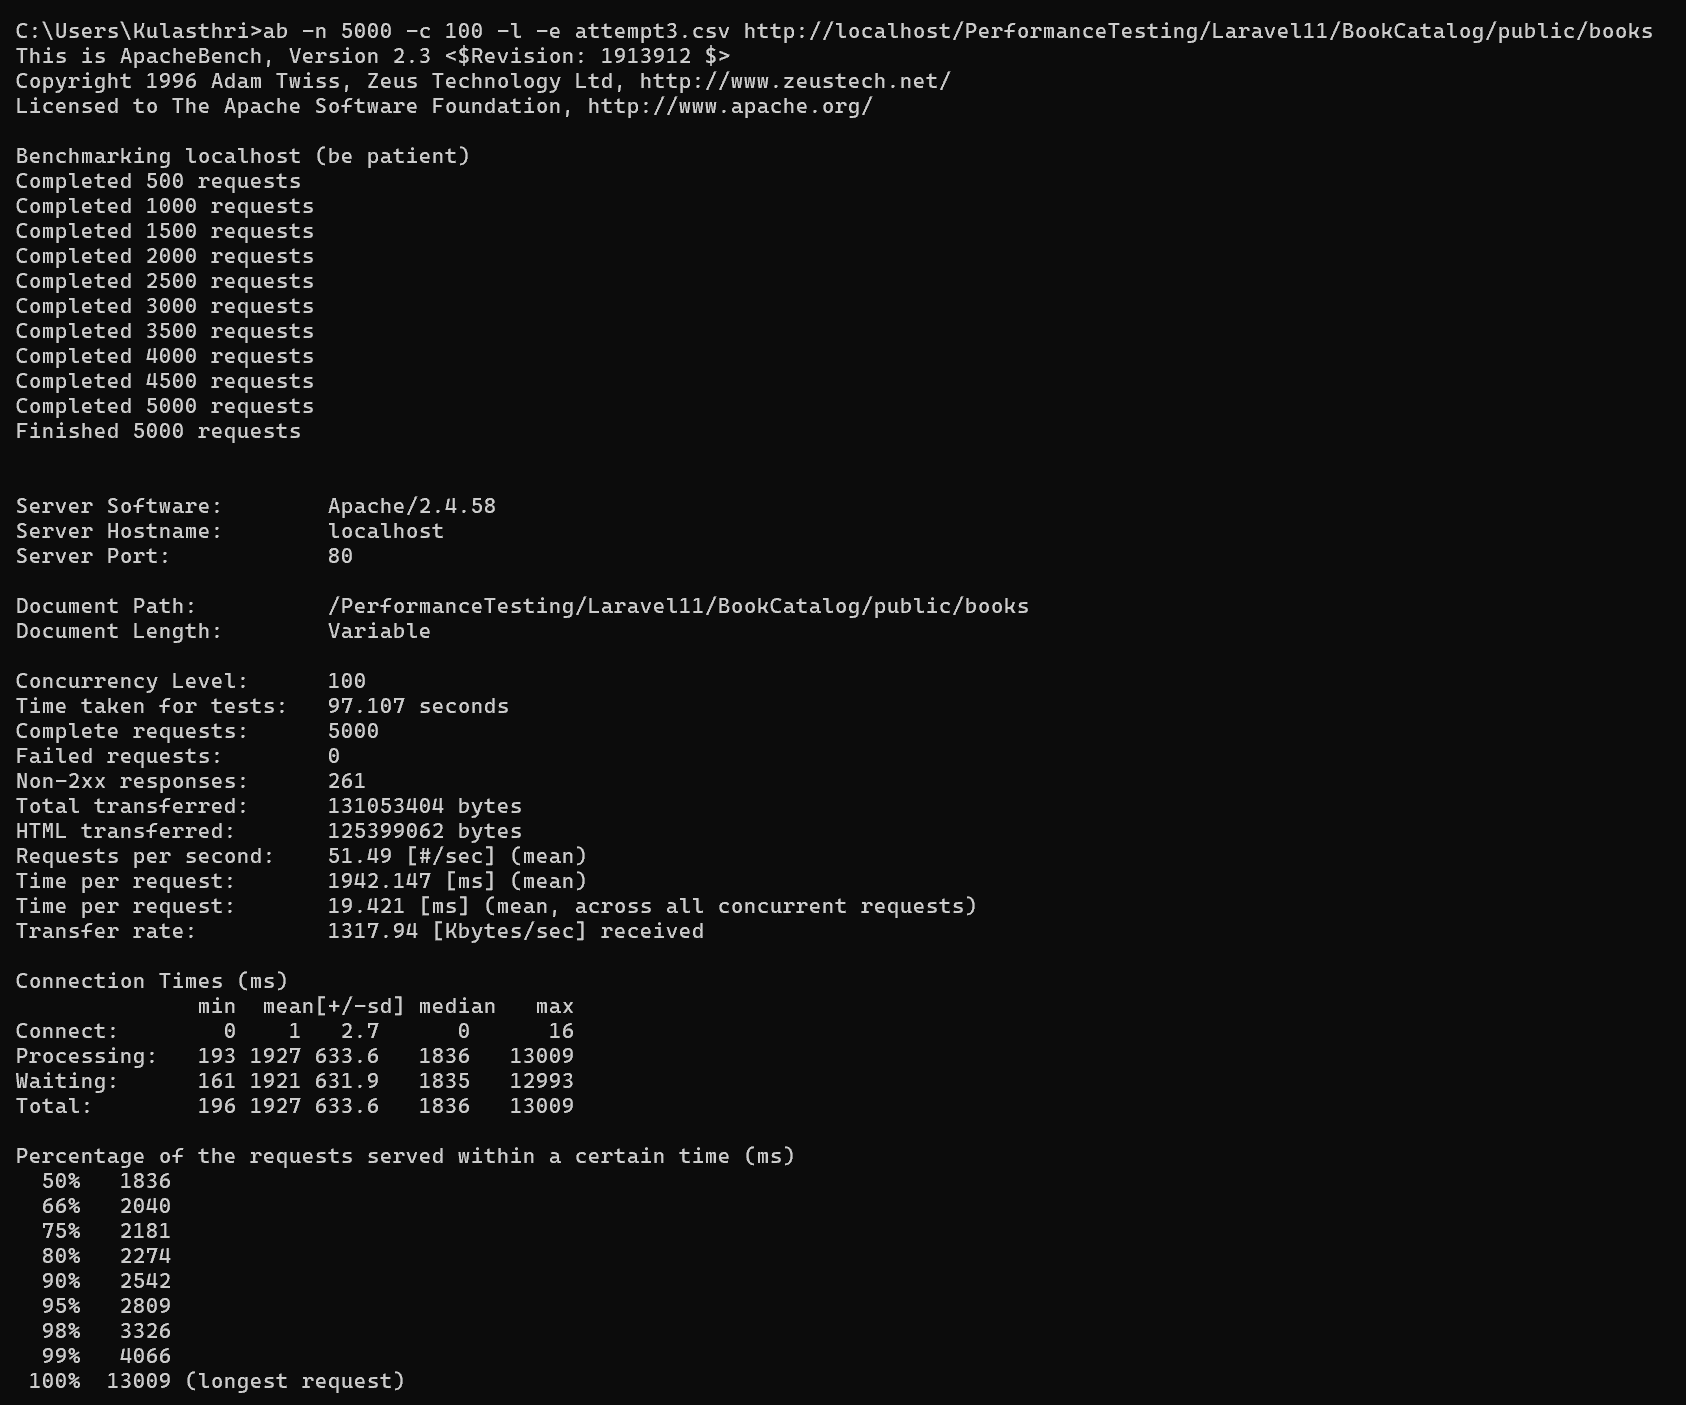 C:\Users\Kulasthri>ab -n 5000 -c 100 -l -e attempt3.csv http://localhost/PerformanceTesting/Laravel11/BookCatalog/public/books
This is ApacheBench, Version 2.3 <$Revision: 1913912 $>
Copyright 1996 Adam Twiss, Zeus Technology Ltd, http://www.zeustech.net/
Licensed to The Apache Software Foundation, http://www.apache.org/

Benchmarking localhost (be patient)
Completed 500 requests
Completed 1000 requests
Completed 1500 requests
Completed 2000 requests
Completed 2500 requests
Completed 3000 requests
Completed 3500 requests
Completed 4000 requests
Completed 4500 requests
Completed 5000 requests
Finished 5000 requests


Server Software:        Apache/2.4.58
Server Hostname:        localhost
Server Port:            80

Document Path:          /PerformanceTesting/Laravel11/BookCatalog/public/books
Document Length:        Variable

Concurrency Level:      100
Time taken for tests:   97.107 seconds
Complete requests:      5000
Failed requests:        0
Non-2xx responses:      261
Total transferred:      131053404 bytes
HTML transferred:       125399062 bytes
Requests per second:    51.49 [#/sec] (mean)
Time per request:       1942.147 [ms] (mean)
Time per request:       19.421 [ms] (mean, across all concurrent requests)
Transfer rate:          1317.94 [Kbytes/sec] received

Connection Times (ms)
              min  mean[+/-sd] median   max
Connect:        0    1   2.7      0      16
Processing:   193 1927 633.6   1836   13009
Waiting:      161 1921 631.9   1835   12993
Total:        196 1927 633.6   1836   13009

Percentage of the requests served within a certain time (ms)
  50%   1836
  66%   2040
  75%   2181
  80%   2274
  90%   2542
  95%   2809
  98%   3326
  99%   4066
 100%  13009 (longest request)